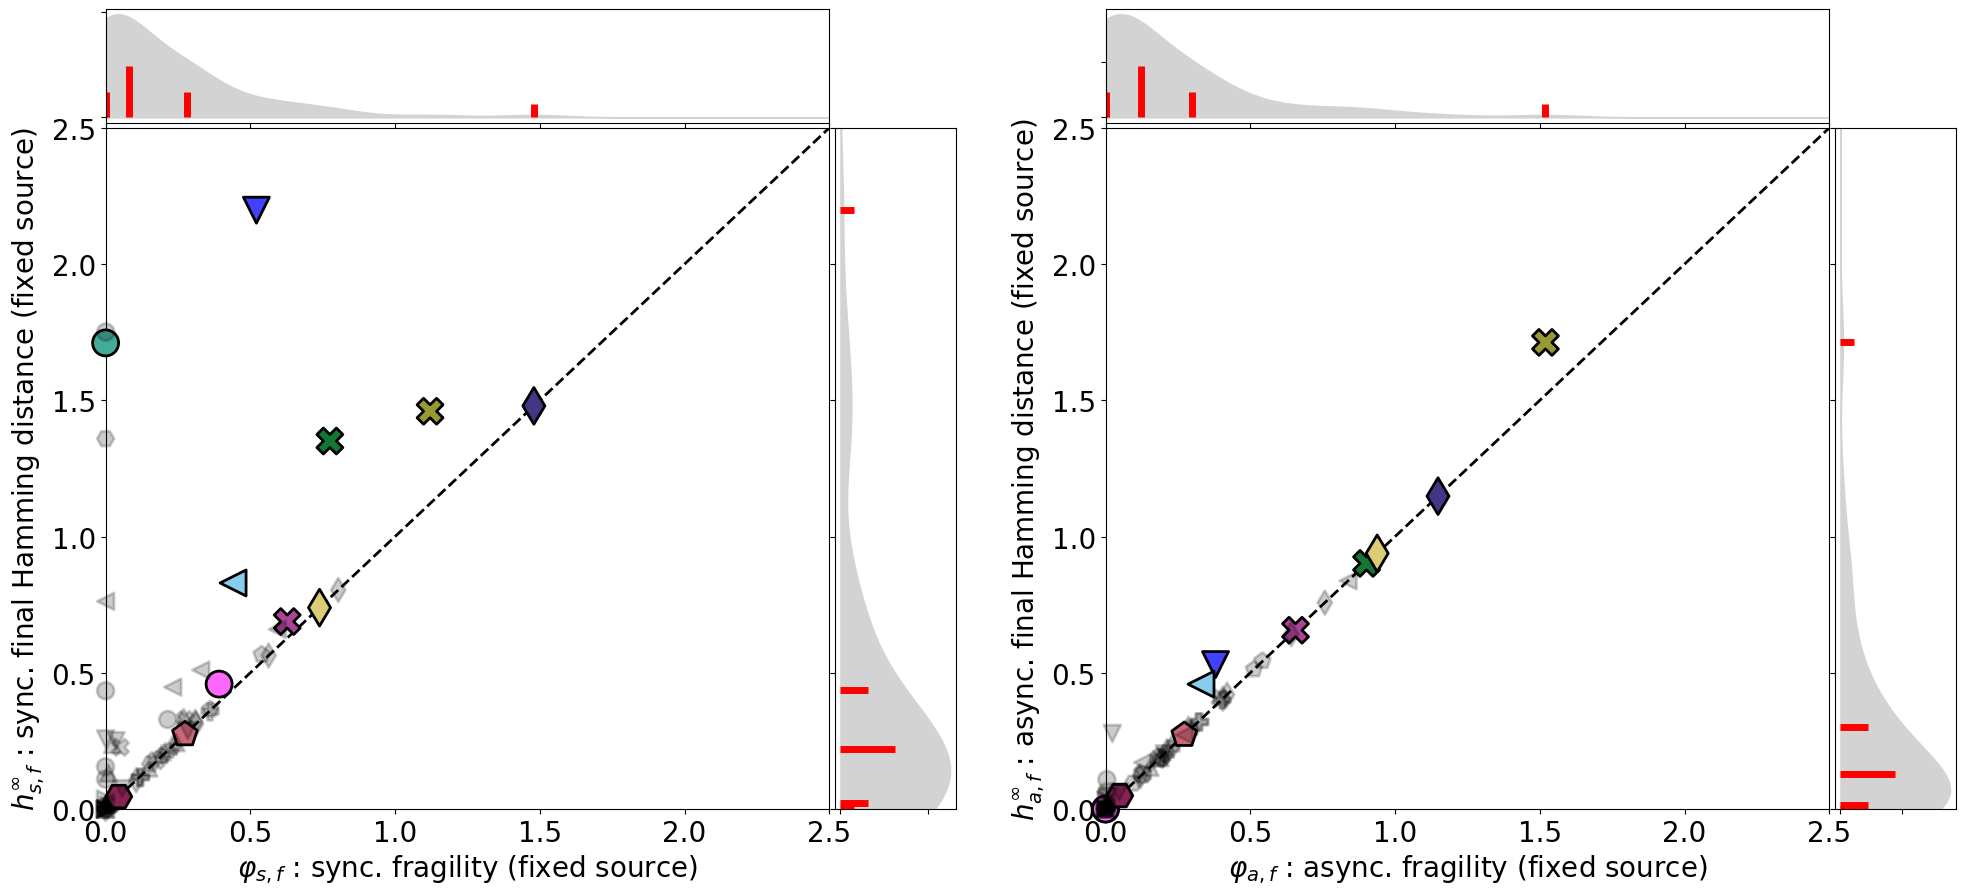 2.5
2.0
1.5
1.0
0.5
0.0
0.0 0.5 1.0 1.5 2.0 2.5
h∞s,f : sync. final Hamming distance (fixed source)
φs,f : sync. fragility (fixed source)
2.5
2.0
1.5
1.0
0.5
0.0
0.0 0.5 1.0 1.5 2.0 2.5
h∞a,f : async. final Hamming distance (fixed source)
φa,f : async. fragility (fixed source)